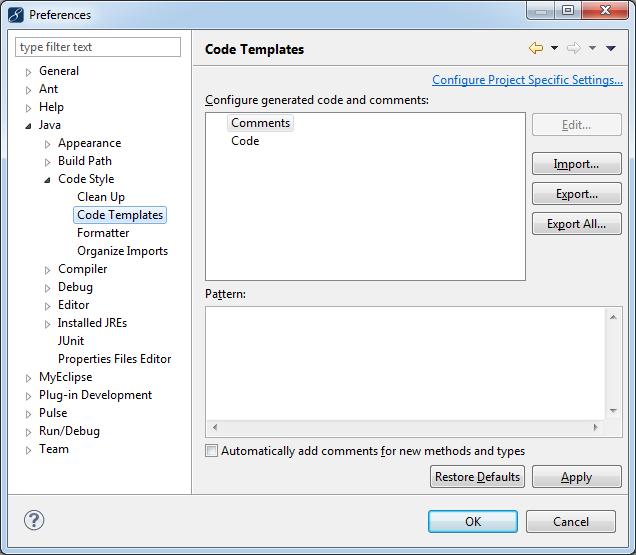 Preferences
type filter text
General
Ant
Help
Java
Appearance
Build Path
Code Style
Clean Up
Code Templates
Formatter
Organize Imports
Compiler
Debug
Editor
Installed JREs
JUnit
Properties Files Editor
MyEclipse
Plug-in Development
Pulse
Run/Debug
Team
Code Templates
Configure Project Specific Settings...
Configure generated code and comments:
Comments
Code
Edit...
Import...
Export...
Export All...
Pattern:
Automatically add comments for new methods and types
Restore Defaults
Apply
?
OK
Cancel